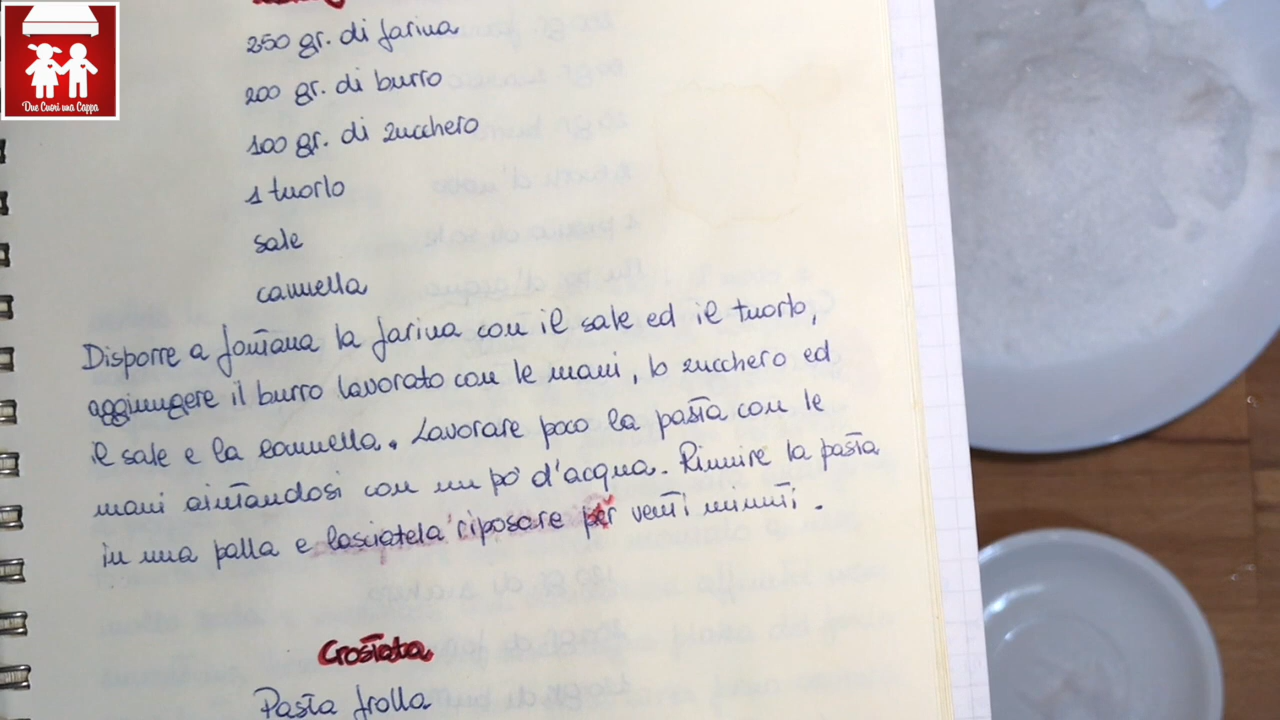 Due Cuori una Cappa
250 gr. di farina
200 gr. di burro
100 gr. di zucchero
1 tuorlo
sale
cannella
Disporre a fontana la farina con il sale ed il tuorlo,
aggiungere il burro lavorato con le mani, lo zucchero ed
il sale e la cannella. Lavorare poco la pasta con le
mani aiutandosi con un po' d'acqua. Riunire la pasta
in una palla e lasciatela riposare per venti minuti.
Crostata
Pasta frolla